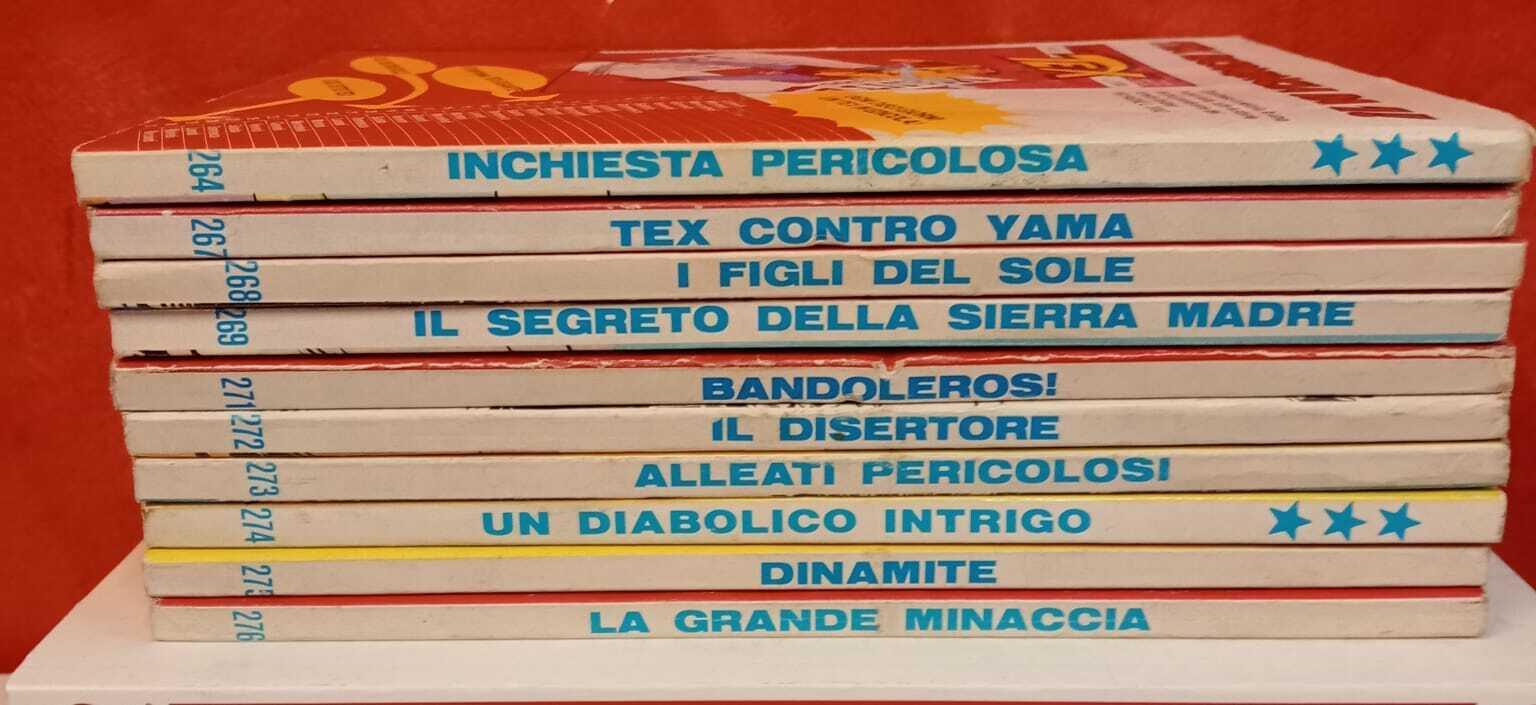 TEX
264 INCHIESTA PERICOLOSA
267 TEX CONTRO YAMA
268 I FIGLI DEL SOLE
269 IL SEGRETO DELLA SIERRA MADRE
271 BANDOLEROS!
272 IL DISERTORE
273 ALLEATI PERICOLOSI
274 UN DIABOLICO INTRIGO
275 DINAMITE
276 LA GRANDE MINACCIA